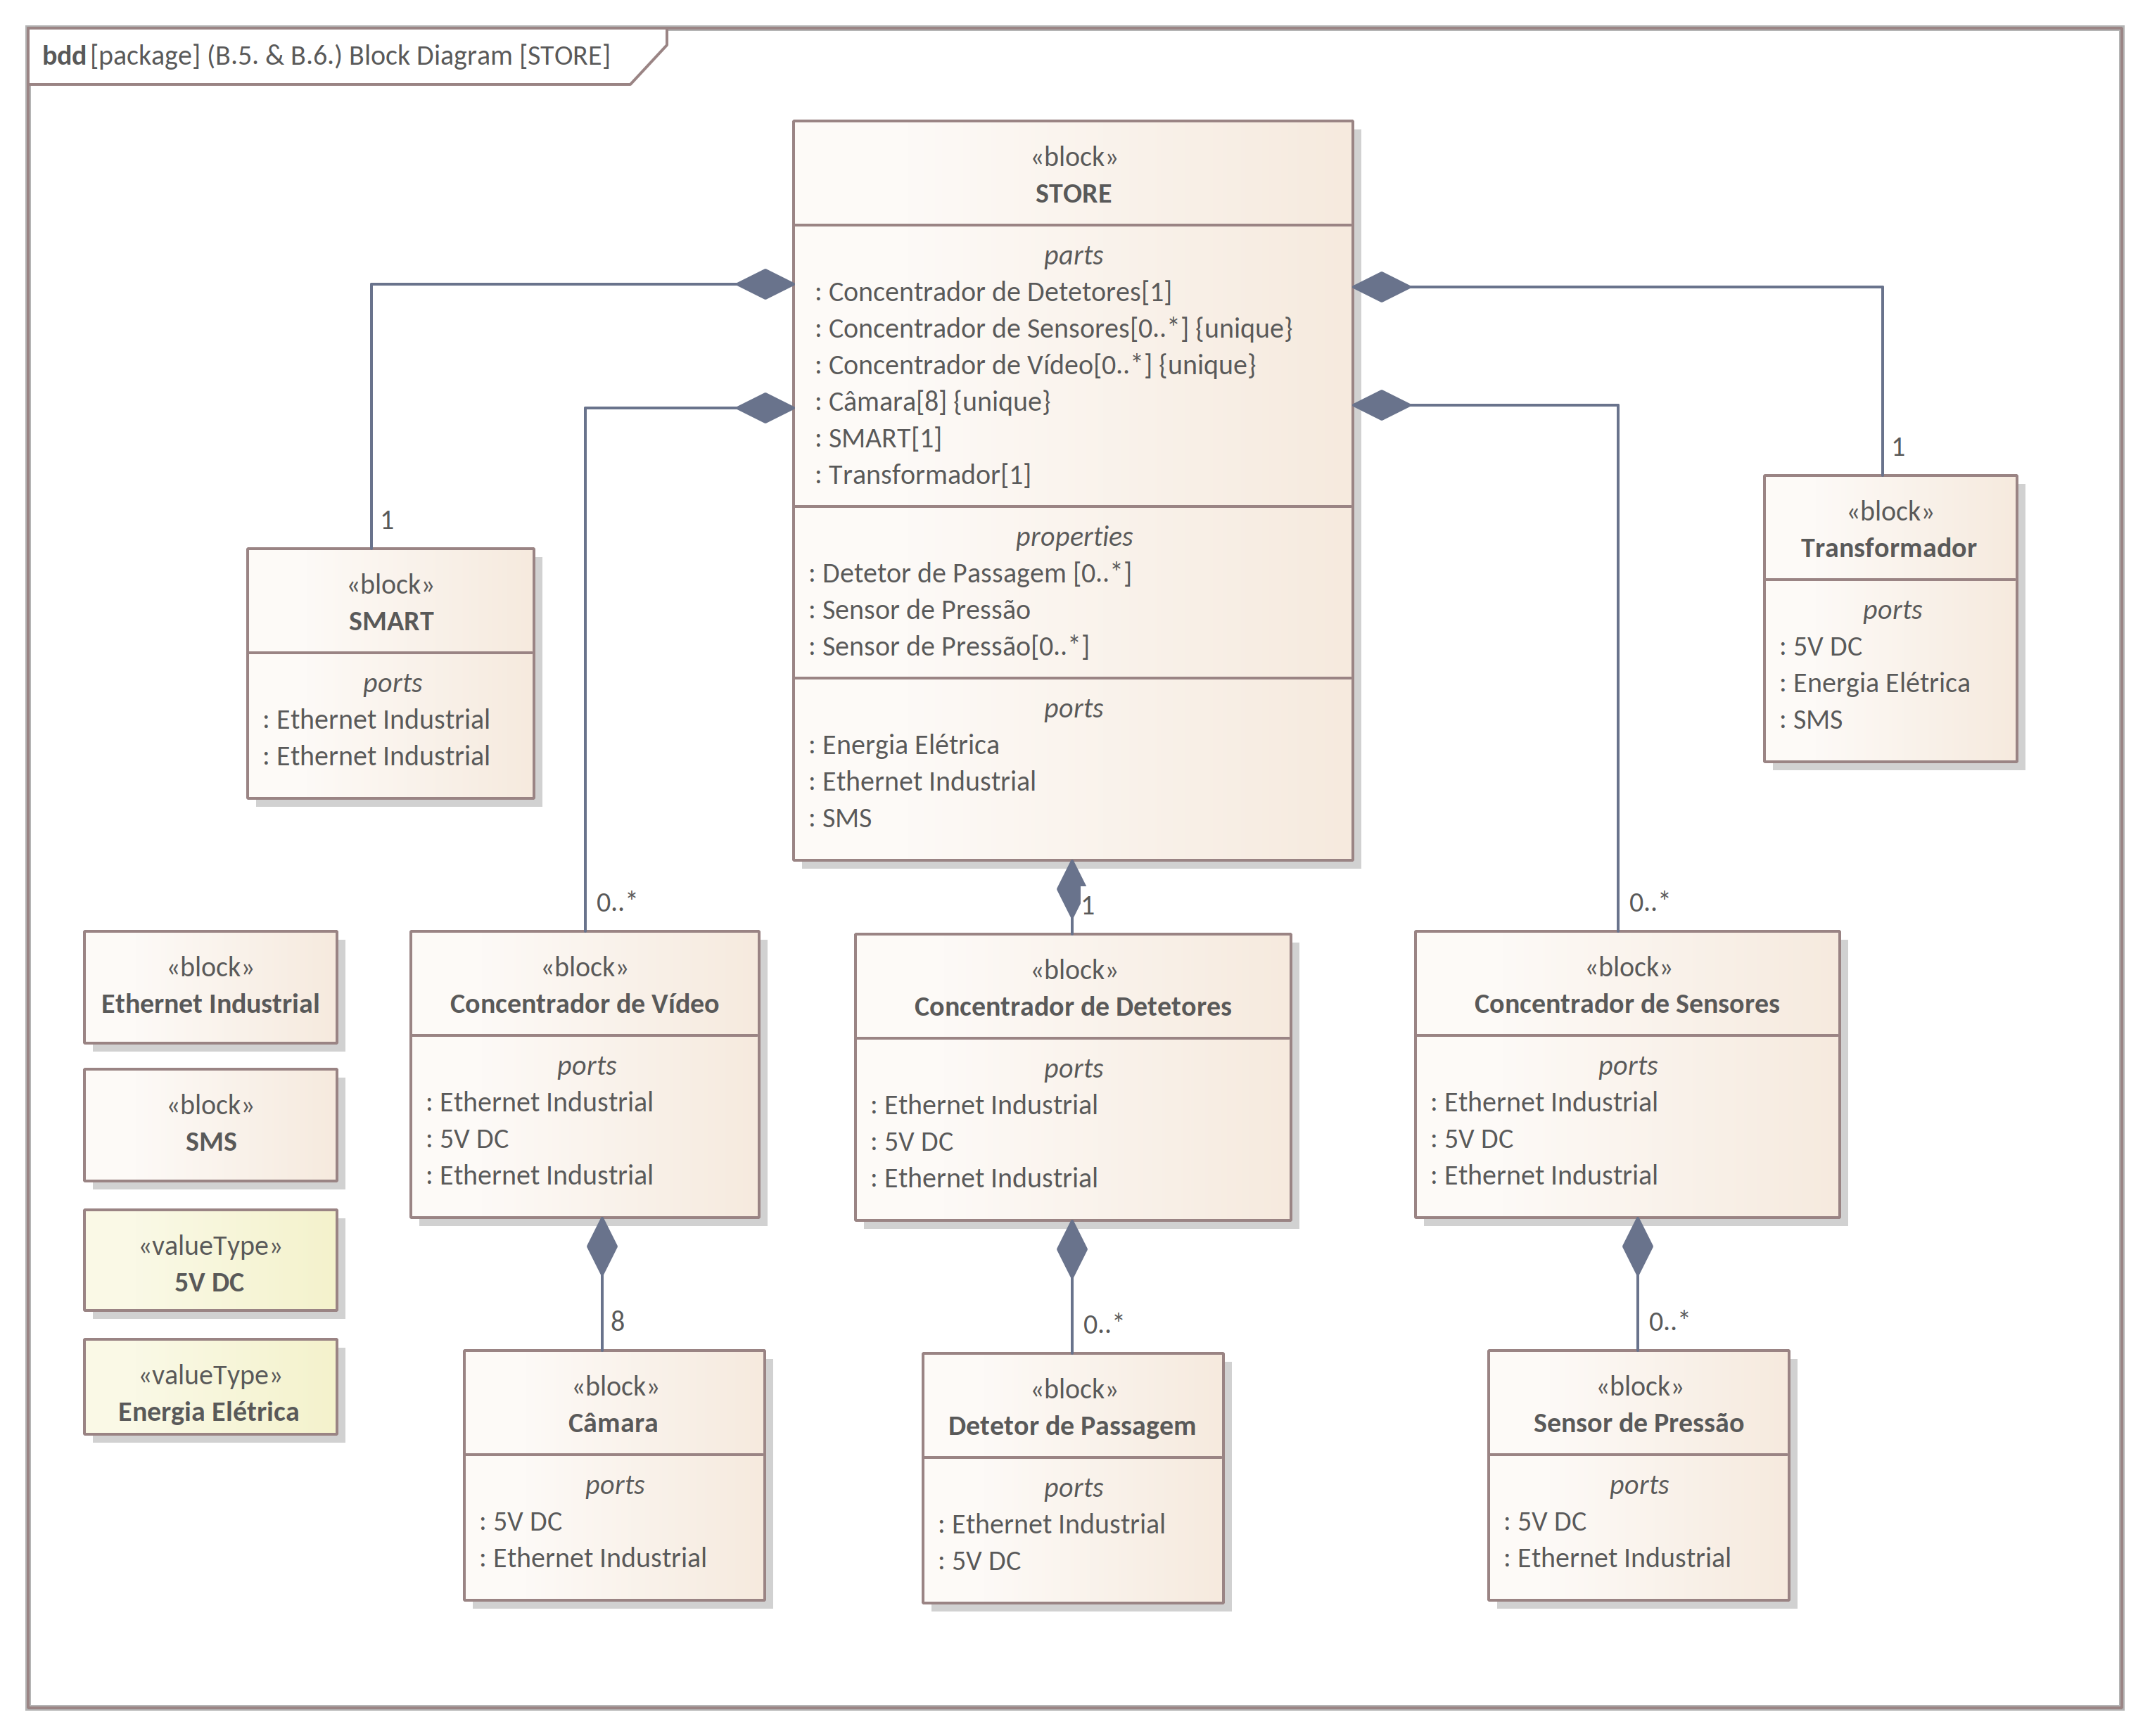 bdd [package] (B.5. & B.6.) Block Diagram [STORE]
«block»
STORE
parts
: Concentrador de Detetores[1]
: Concentrador de Sensores[0..*] {unique}
: Concentrador de Vídeo[0..*] {unique}
: Câmara[8] {unique}
: SMART[1]
: Transformador[1]
properties
: Detetor de Passagem [0..*]
: Sensor de Pressão
: Sensor de Pressão[0..*]
ports
: Energia Elétrica
: Ethernet Industrial
: SMS
1
«block»
SMART
ports
: Ethernet Industrial
: Ethernet Industrial
1
«block»
Transformador
ports
: 5V DC
: Energia Elétrica
: SMS
«block»
Ethernet Industrial
«block»
SMS
«valueType»
5V DC
«valueType»
Energia Elétrica
0..*
«block»
Concentrador de Vídeo
ports
: Ethernet Industrial
: 5V DC
: Ethernet Industrial
1
«block»
Concentrador de Detetores
ports
: Ethernet Industrial
: 5V DC
: Ethernet Industrial
0..*
«block»
Concentrador de Sensores
ports
: Ethernet Industrial
: 5V DC
: Ethernet Industrial
8
«block»
Câmara
ports
: 5V DC
: Ethernet Industrial
0..*
«block»
Detetor de Passagem
ports
: Ethernet Industrial
: 5V DC
0..*
«block»
Sensor de Pressão
ports
: 5V DC
: Ethernet Industrial